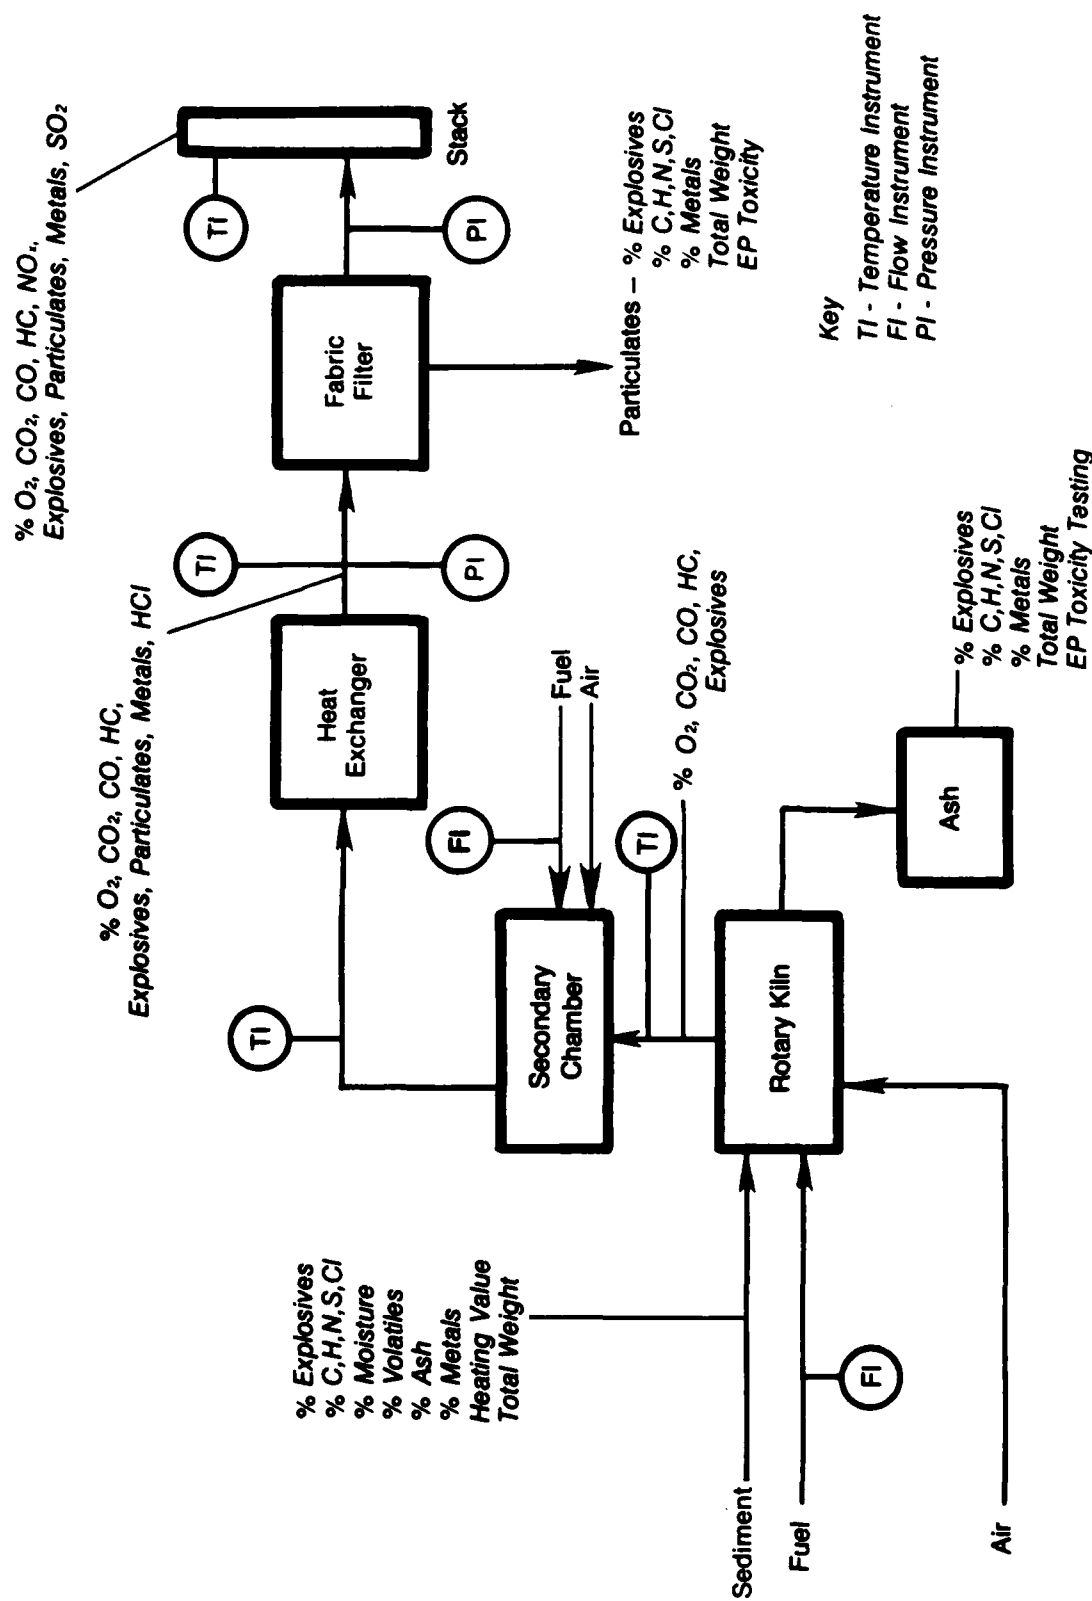 % O₂, CO₂, CO, HC, NOₓ,
Explosives, Particulates, Metals, SO₂
% O₂, CO₂, CO, HC,
Explosives, Particulates, Metals, HCl
TI
Stack
TI
PI
Fabric
Filter
TI
PI
Heat
Exchanger
TI
Particulates – % Explosives
% C,H,N,S,Cl
% Metals
Total Weight
EP Toxicity
FI
Fuel
Air
Secondary
Chamber
TI
% O₂, CO₂, CO, HC,
Explosives
% Explosives
% C,H,N,S,Cl
% Moisture
% Volatiles
% Ash
% Metals
Heating Value
Total Weight
Sediment
Fuel
FI
Air
Rotary Kiln
Ash
% Explosives
% C,H,N,S,Cl
% Metals
Total Weight
EP Toxicity Testing
Key
TI - Temperature Instrument
FI - Flow Instrument
PI - Pressure Instrument